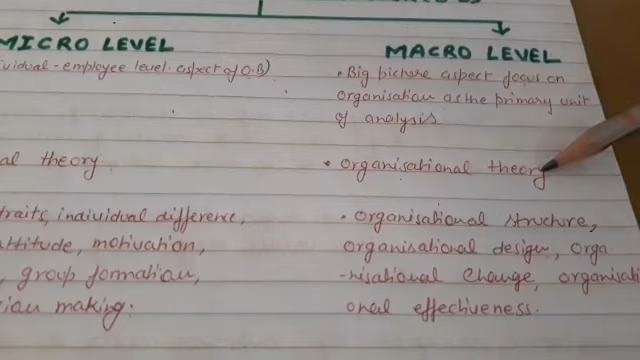 MICRO LEVEL
MACRO LEVEL
ividual-employee level aspect of O.B)
al theory
traits, individual difference,
attitude, motivation,
, group formation,
ion making.
• Big picture aspect focus on
organisation as the primary unit
of analysis
• organisational theory
• organisational structure,
organisational design, orga
-nisational change, organisati
onal effectiveness.